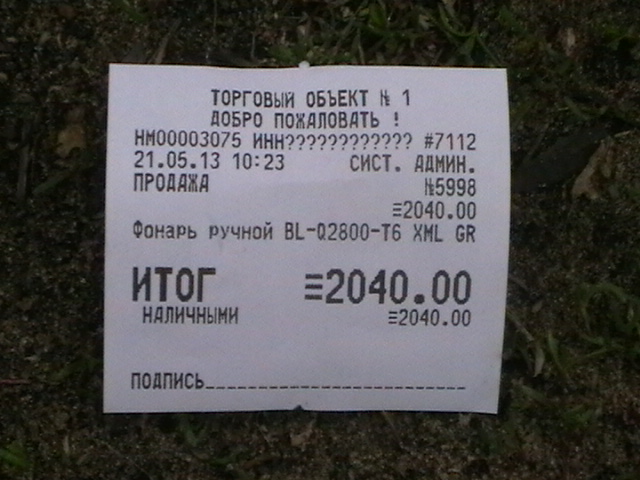 ТОРГОВЫЙ ОБЪЕКТ № 1
ДОБРО ПОЖАЛОВАТЬ !
НМ00003075 ИНН???????????? #7112
21.05.13 10:23 СИСТ. АДМИН.
ПРОДАЖА №5998
≡2040.00
Фонарь ручной BL-Q2800-T6 XML GR
ИТОГ ≡2040.00
НАЛИЧНЫМИ ≡2040.00
ПОДПИСЬ_________________________